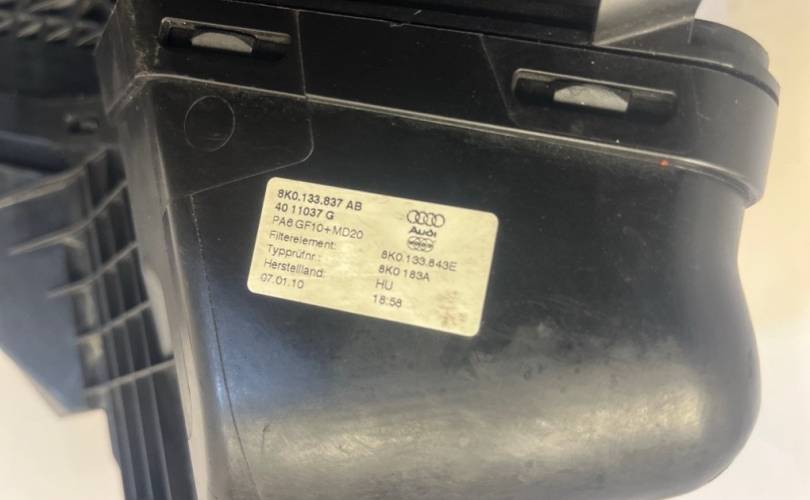 8K0.133.837 AB
40 11037 G
PA6 GF10+MD20
Audi
Filterelement: 8K0.133.843E
Typprüfnr.: 8K0 183A
Herstellland: HU
07.01.10 18:58